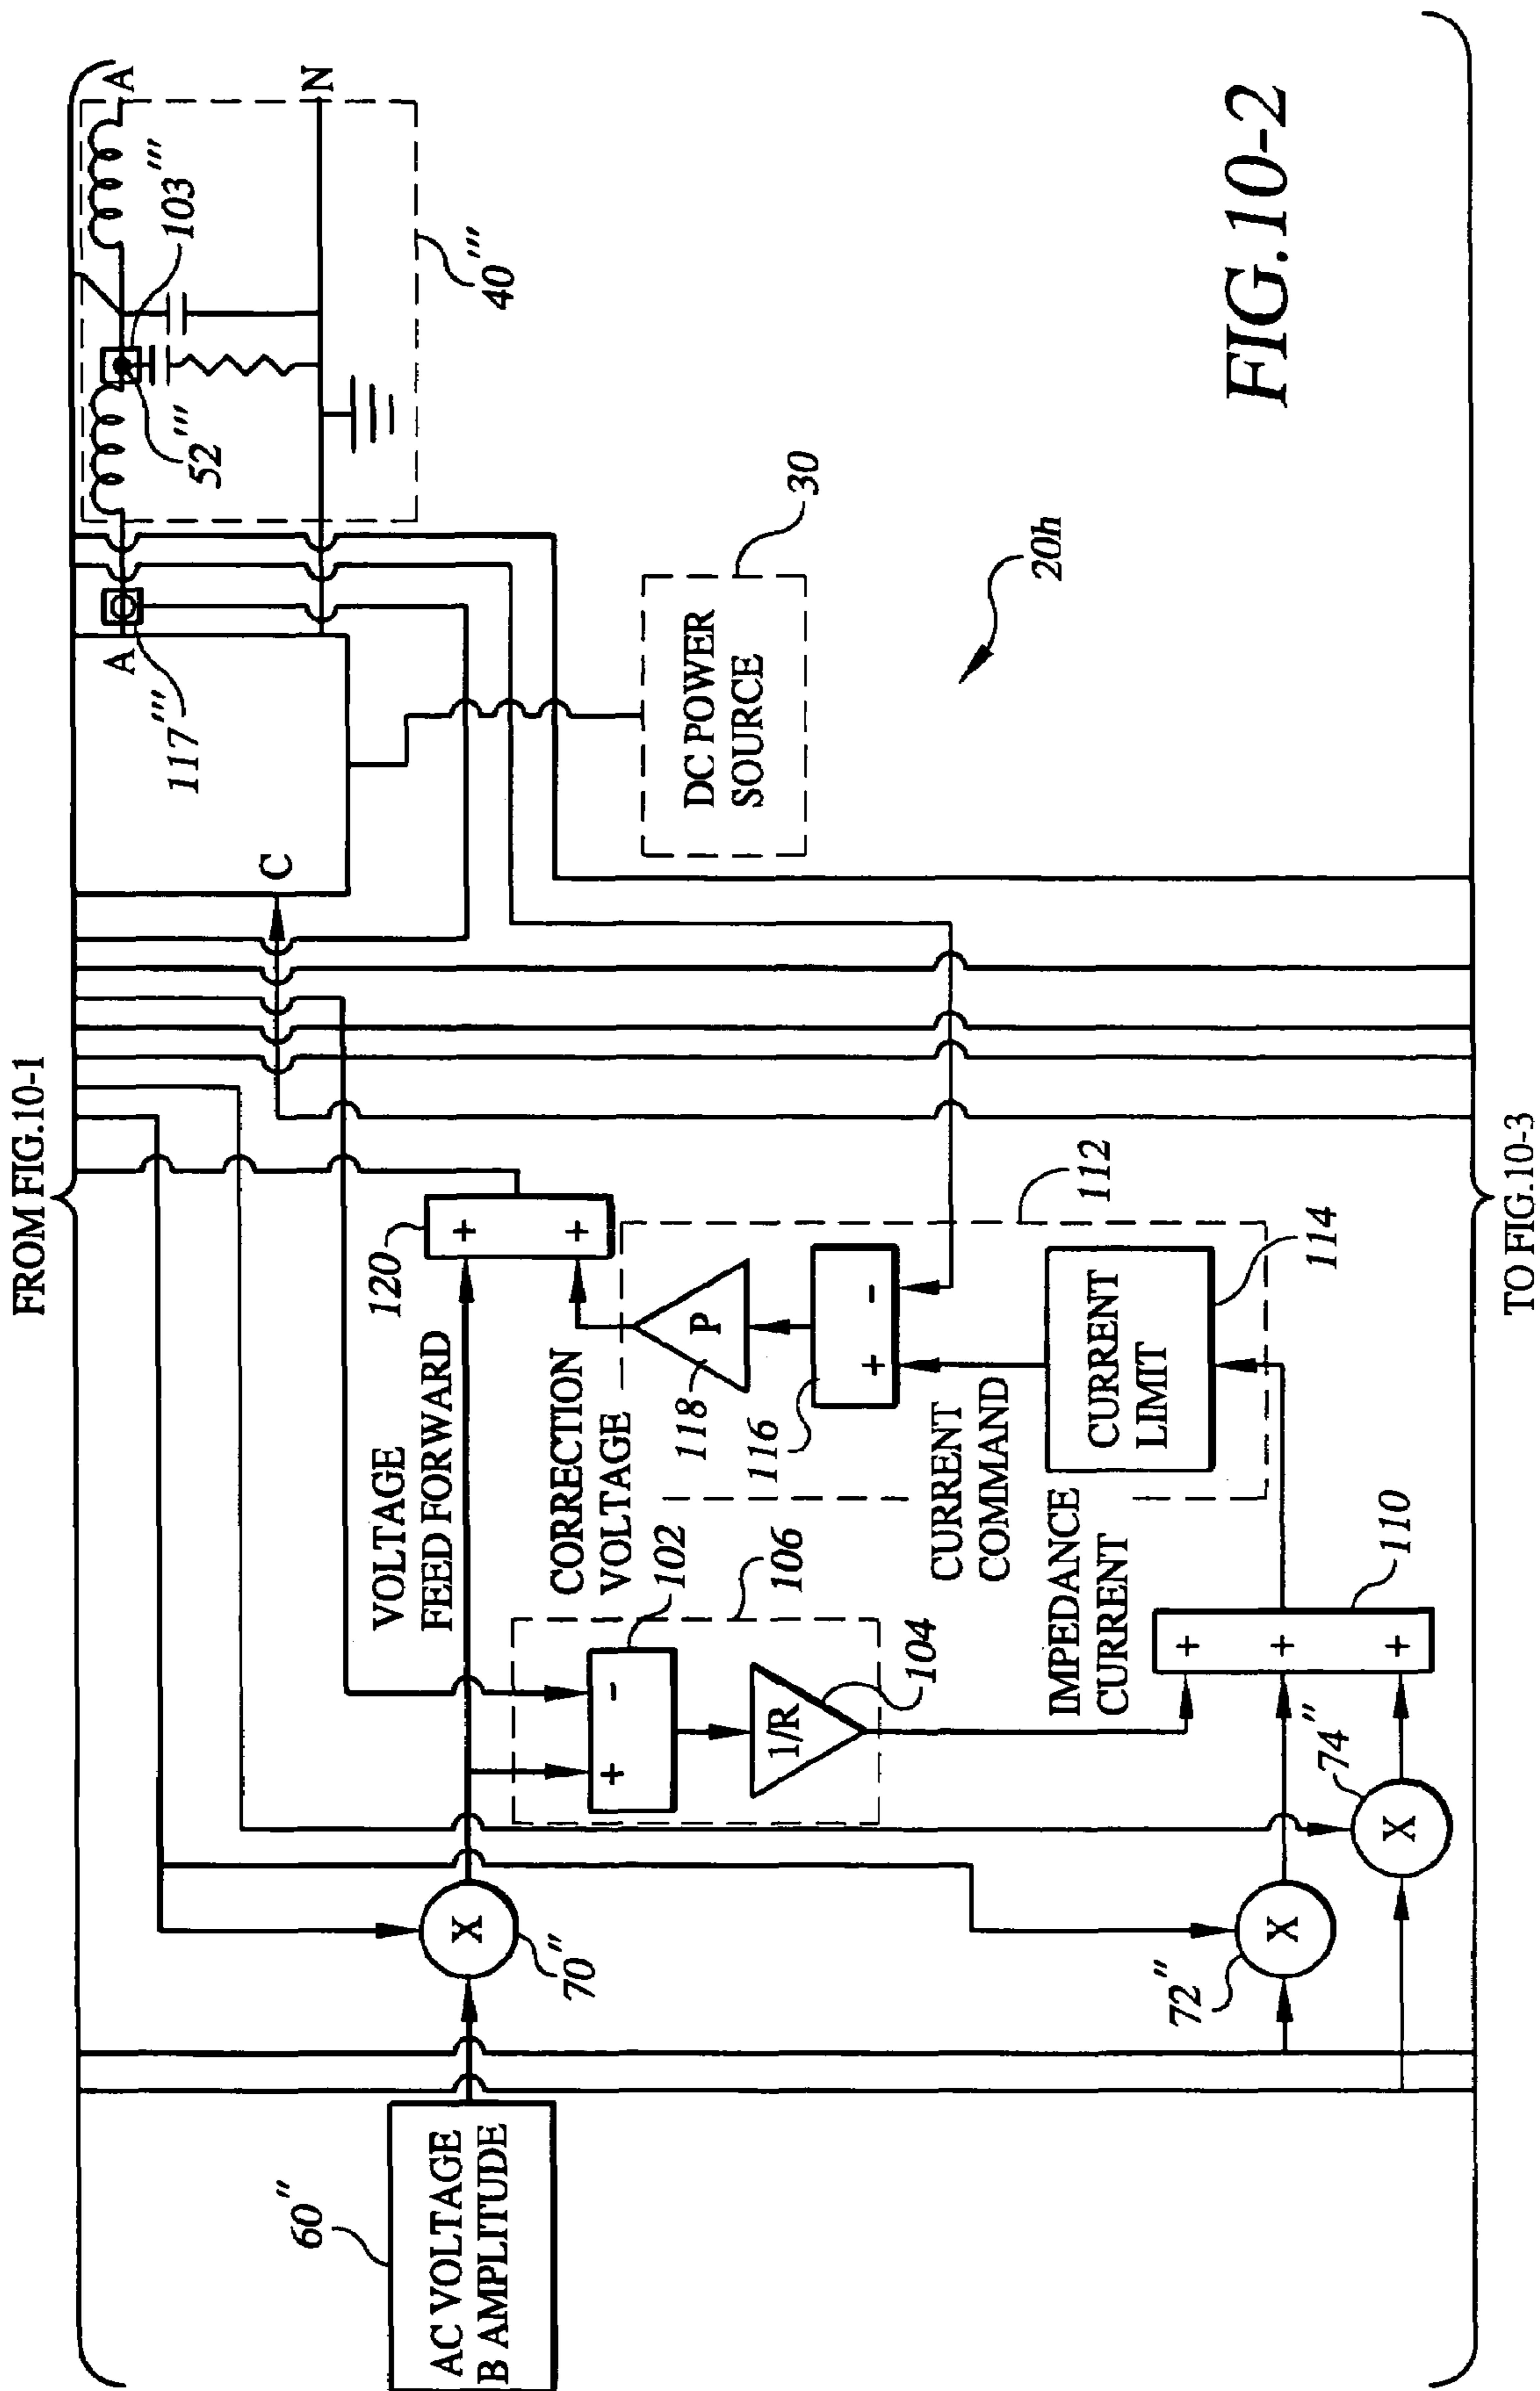 FROM FIG.10-1
60"
AC VOLTAGE
B AMPLITUDE
X
70"
VOLTAGE
FEED FORWARD
120
+
+
CORRECTION
VOLTAGE
102
+
-
106
1/R
104
118
P
116
+
-
CURRENT
COMMAND
112
CURRENT
LIMIT
114
IMPEDANCE
CURRENT
110
+
+
+
72"
X
74"
X
C
A
117'''
52'''
103'''
40'''
A
N
DC POWER
SOURCE
30
20h
FIG.10-2
TO FIG.10-3